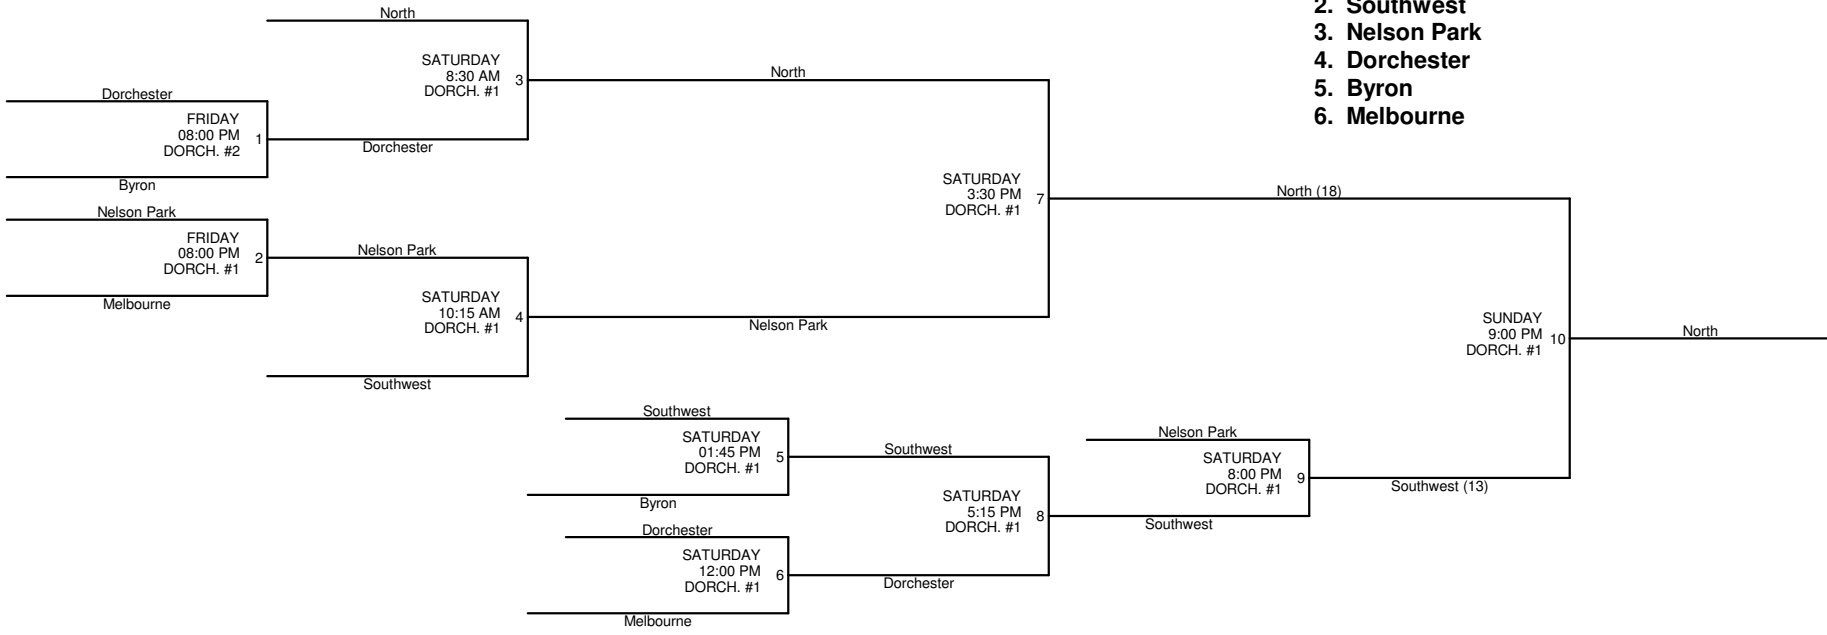 North
2. Southwest
3. Nelson Park
4. Dorchester
5. Byron
6. Melbourne
SATURDAY
8:30 AM
DORCH. #1
3
North
Dorchester
FRIDAY
08:00 PM
DORCH. #2
1
Dorchester
Byron
SATURDAY
3:30 PM
DORCH. #1
7
North (18)
Nelson Park
FRIDAY
08:00 PM
DORCH. #1
2
Nelson Park
Melbourne
SATURDAY
10:15 AM
DORCH. #1
4
Nelson Park
Southwest
SUNDAY
9:00 PM
DORCH. #1
10
North
Southwest
SATURDAY
01:45 PM
DORCH. #1
5
Southwest
Byron
Nelson Park
SATURDAY
8:00 PM
DORCH. #1
9
Southwest (13)
SATURDAY
5:15 PM
DORCH. #1
8
Southwest
Dorchester
SATURDAY
12:00 PM
DORCH. #1
6
Dorchester
Melbourne